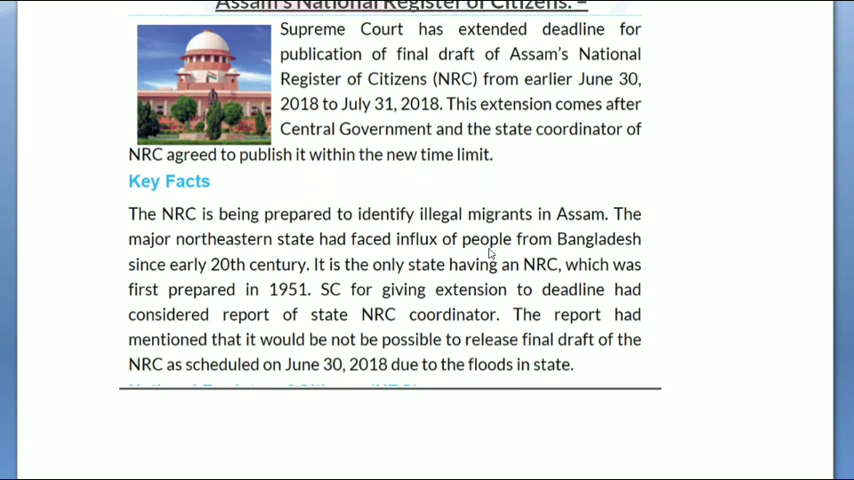 Assam's National Register of Citizens: –
Supreme Court has extended deadline for
publication of final draft of Assam's National
Register of Citizens (NRC) from earlier June 30,
2018 to July 31, 2018. This extension comes after
Central Government and the state coordinator of
NRC agreed to publish it within the new time limit.
Key Facts
The NRC is being prepared to identify illegal migrants in Assam. The
major northeastern state had faced influx of people from Bangladesh
since early 20th century. It is the only state having an NRC, which was
first prepared in 1951. SC for giving extension to deadline had
considered report of state NRC coordinator. The report had
mentioned that it would be not be possible to release final draft of the
NRC as scheduled on June 30, 2018 due to the floods in state.